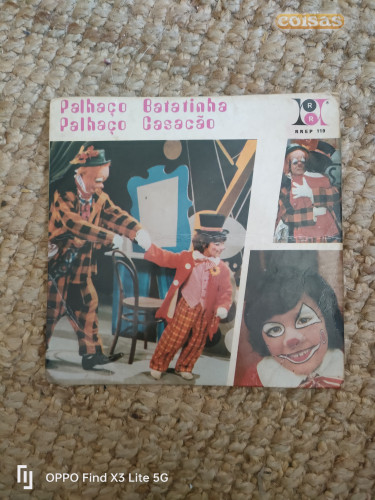 coisas
Palhaço Batatinha
Palhaço Casacão
R R
RREP 119
OPPO Find X3 Lite 5G